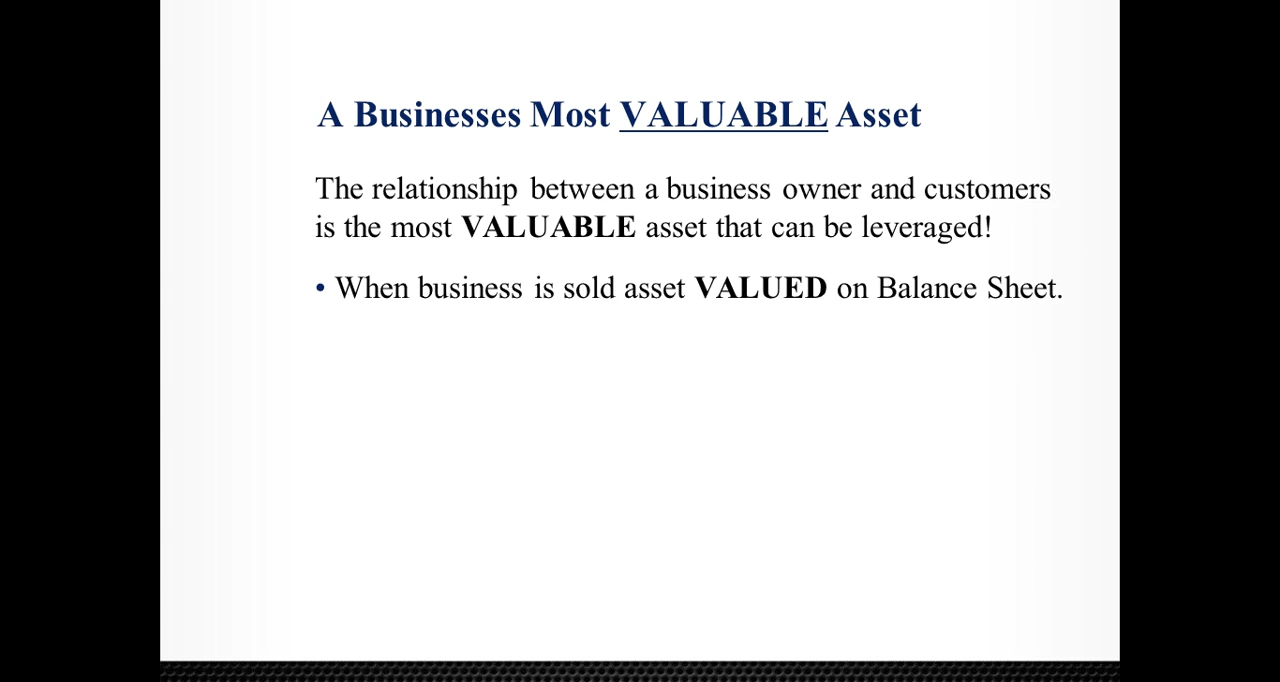 A Businesses Most VALUABLE Asset
The relationship between a business owner and customers
is the most VALUABLE asset that can be leveraged!
• When business is sold asset VALUED on Balance Sheet.